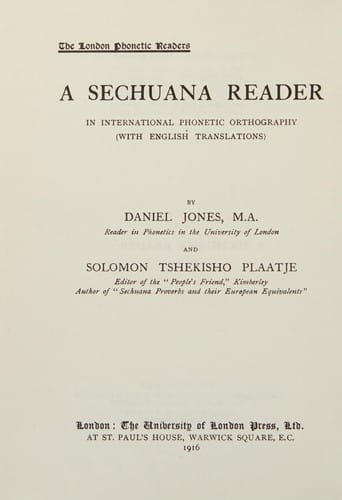 The London Phonetic Readers
A SECHUANA READER
IN INTERNATIONAL PHONETIC ORTHOGRAPHY
(WITH ENGLISH TRANSLATIONS)
BY
DANIEL JONES, M.A.
Reader in Phonetics in the University of London
AND
SOLOMON TSHEKISHO PLAATJE
Editor of the "People's Friend," Kimberley
Author of "Sechuana Proverbs and their European Equivalents"
London: The University of London Press, Ltd.
AT ST. PAUL'S HOUSE, WARWICK SQUARE, E.C.
1916